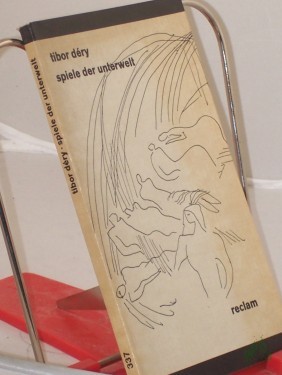 tibor déry
spiele der unterwelt
reclam
tibor déry · spiele der unterwelt
337